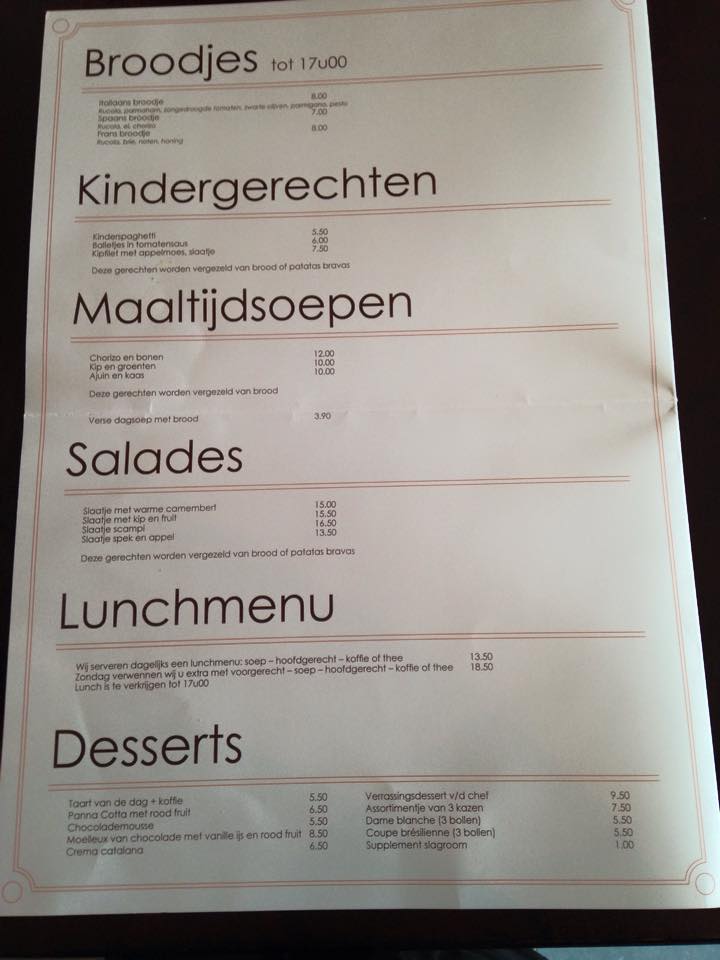 Broodjes tot 17u00
Italiaans broodje 8.00
Rucola, parmaham, zongedroogde tomaten, zwarte olijven, parmigiana, pesto
Spaans broodje 7.00
Rucola, ei, chorizo
Frans broodje 8.00
Rucola, brie, noten, honing
Kindergerechten
Kinderspaghetti 5.50
Balletjes in tomatensaus 6.00
Kipfilet met appelmoes, slaatje 7.50
Deze gerechten worden vergezeld van brood of patatas bravas
Maaltijdsoepen
Chorizo en bonen 12.00
Kip en groenten 10.00
Ajuin en kaas 10.00
Deze gerechten worden vergezeld van brood
Verse dagsoep met brood 3.90
Salades
Slaatje met warme camembert 15.00
Slaatje met kip en fruit 15.50
Slaatje scampi 16.50
Slaatje spek en appel 13.50
Deze gerechten worden vergezeld van brood of patatas bravas
Lunchmenu
Wij serveren dagelijks een lunchmenu: soep – hoofdgerecht – koffie of thee 13.50
Zondag verwennen wij u extra met voorgerecht – soep – hoofdgerecht – koffie of thee 18.50
Lunch is te verkrijgen tot 17u00
Desserts
Taart van de dag + koffie 5.50
Panna Cotta met rood fruit 6.50
Chocolademousse 5.50
Moelleux van chocolade met vanille ijs en rood fruit 8.50
Crema catalana 6.50
Verrassingsdessert v/d chef 9.50
Assortimentje van 3 kazen 7.50
Dame blanche (3 bollen) 5.50
Coupe brésilienne (3 bollen) 5.50
Supplement slagroom 1.00